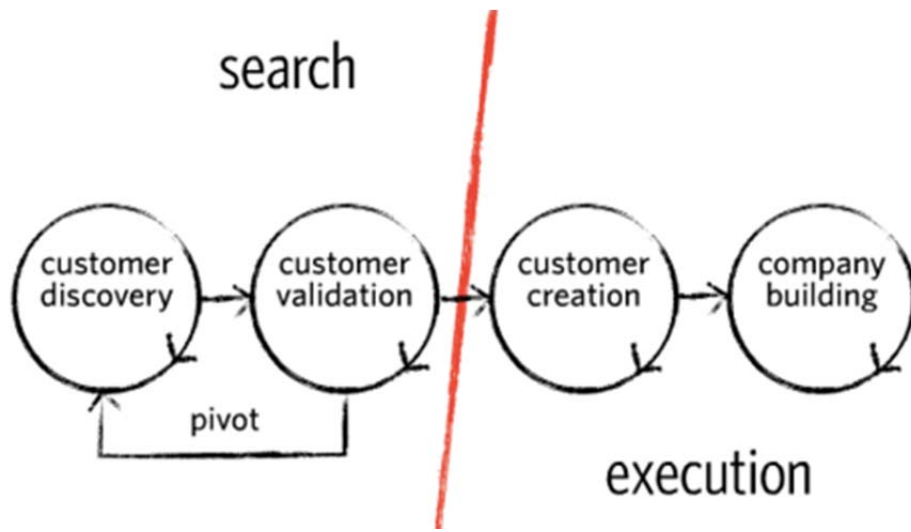 search
customer
discovery
customer
validation
customer
creation
company
building
pivot
execution